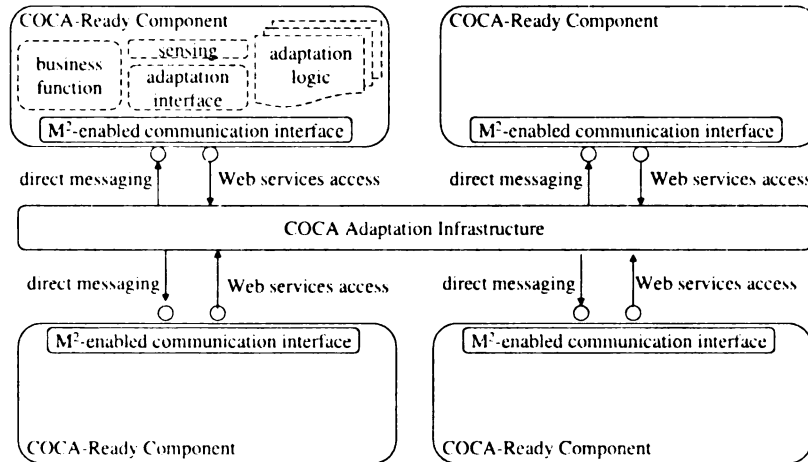 COCA-Ready Component
business
function
sensing
adaptation
interface
adaptation
logic
M²-enabled communication interface
direct messaging
Web services access
COCA-Ready Component
M²-enabled communication interface
direct messaging
Web services access
COCA Adaptation Infrastructure
direct messaging
Web services access
M²-enabled communication interface
COCA-Ready Component
direct messaging
Web services access
M²-enabled communication interface
COCA-Ready Component